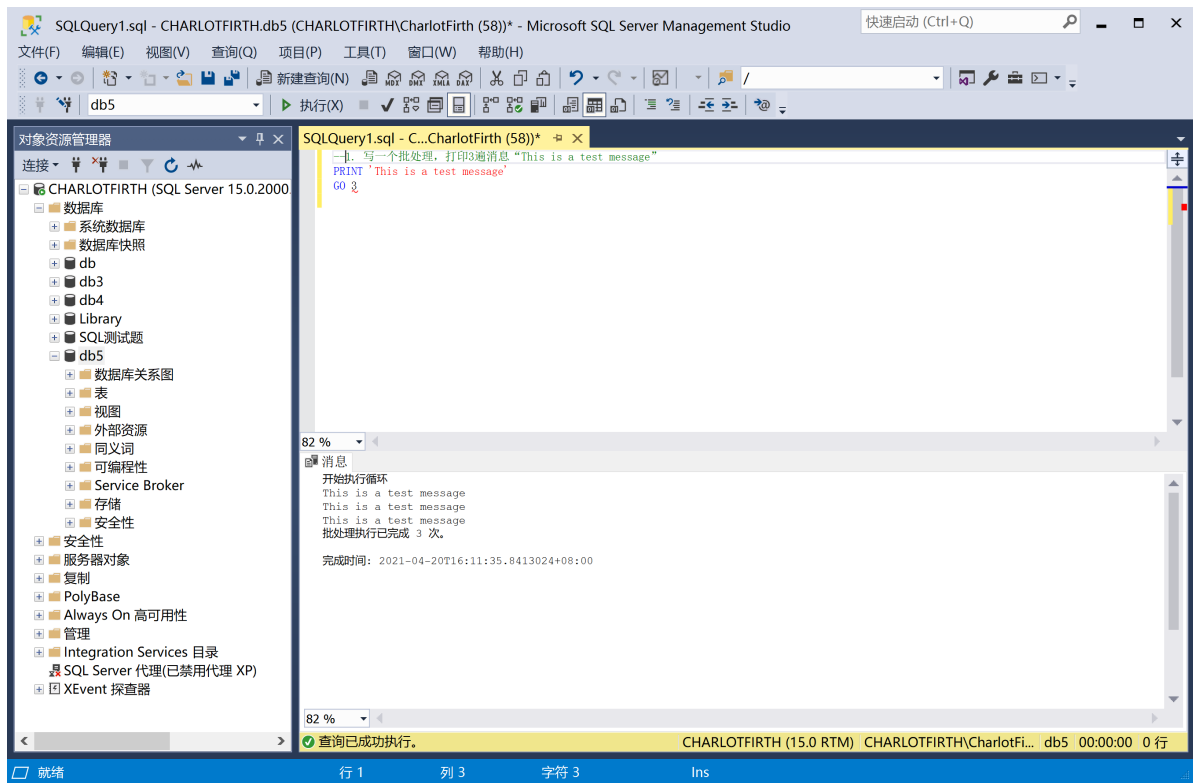 SQLQuery1.sql - CHARLOTFIRTH.db5 (CHARLOTFIRTH\CharlotFirth (58))* - Microsoft SQL Server Management Studio
快速启动 (Ctrl+Q)
文件(F) 编辑(E) 视图(V) 查询(Q) 项目(P) 工具(T) 窗口(W) 帮助(H)
新建查询(N) MDX DMX XMLA DAX /
db5 执行(X)
对象资源管理器
连接
CHARLOTFIRTH (SQL Server 15.0.2000
数据库
系统数据库
数据库快照
db
db3
db4
Library
SQL测试题
db5
数据库关系图
表
视图
外部资源
同义词
可编程性
Service Broker
存储
安全性
安全性
服务器对象
复制
PolyBase
Always On 高可用性
管理
Integration Services 目录
SQL Server 代理(已禁用代理 XP)
XEvent 探查器
SQLQuery1.sql - C...CharlotFirth (58))*
--1. 写一个批处理，打印3遍消息“This is a test message”
PRINT 'This is a test message'
GO 3
82 %
消息
开始执行循环
This is a test message
This is a test message
This is a test message
批处理执行已完成 3 次。
完成时间: 2021-04-20T16:11:35.8413024+08:00
82 %
查询已成功执行。 CHARLOTFIRTH (15.0 RTM) CHARLOTFIRTH\CharlotFi... db5 00:00:00 0 行
就绪 行 1 列 3 字符 3 Ins